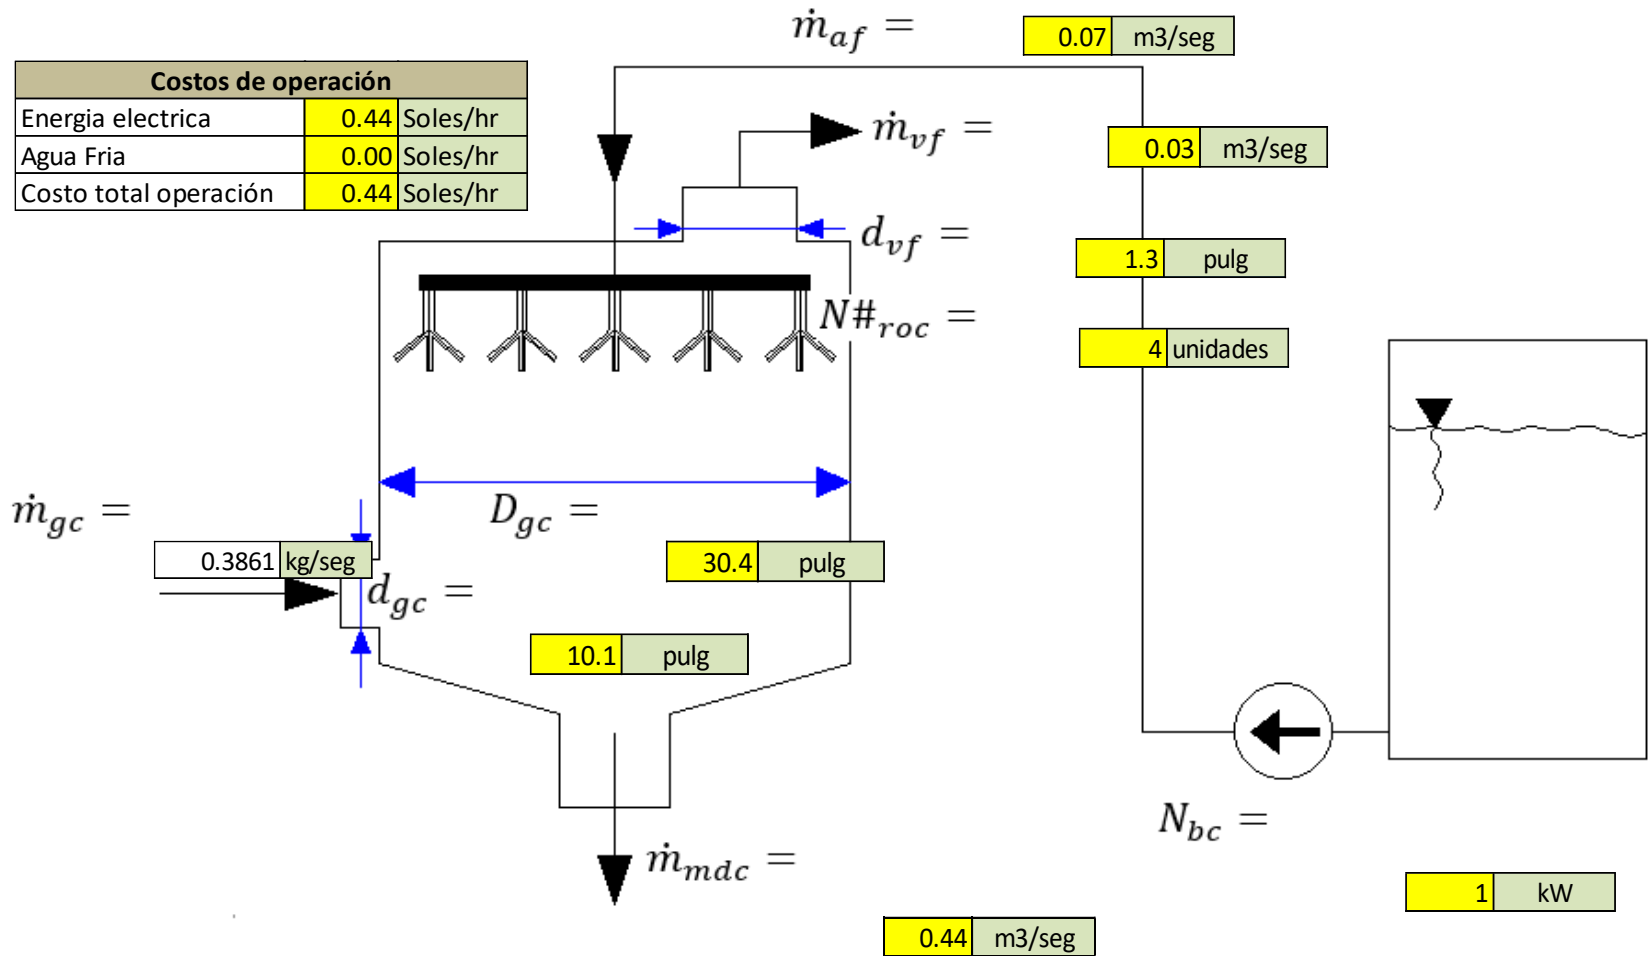 ṁaf =
0.07 m3/seg
Costos de operación
Energia electrica 0.44 Soles/hr
Agua Fria 0.00 Soles/hr
Costo total operación 0.44 Soles/hr
ṁvf =
0.03 m3/seg
dvf =
1.3 pulg
N#roc =
4 unidades
ṁgc =
0.3861 kg/seg
Dgc =
30.4 pulg
dgc =
10.1 pulg
Nbc =
1 kW
ṁmdc =
0.44 m3/seg